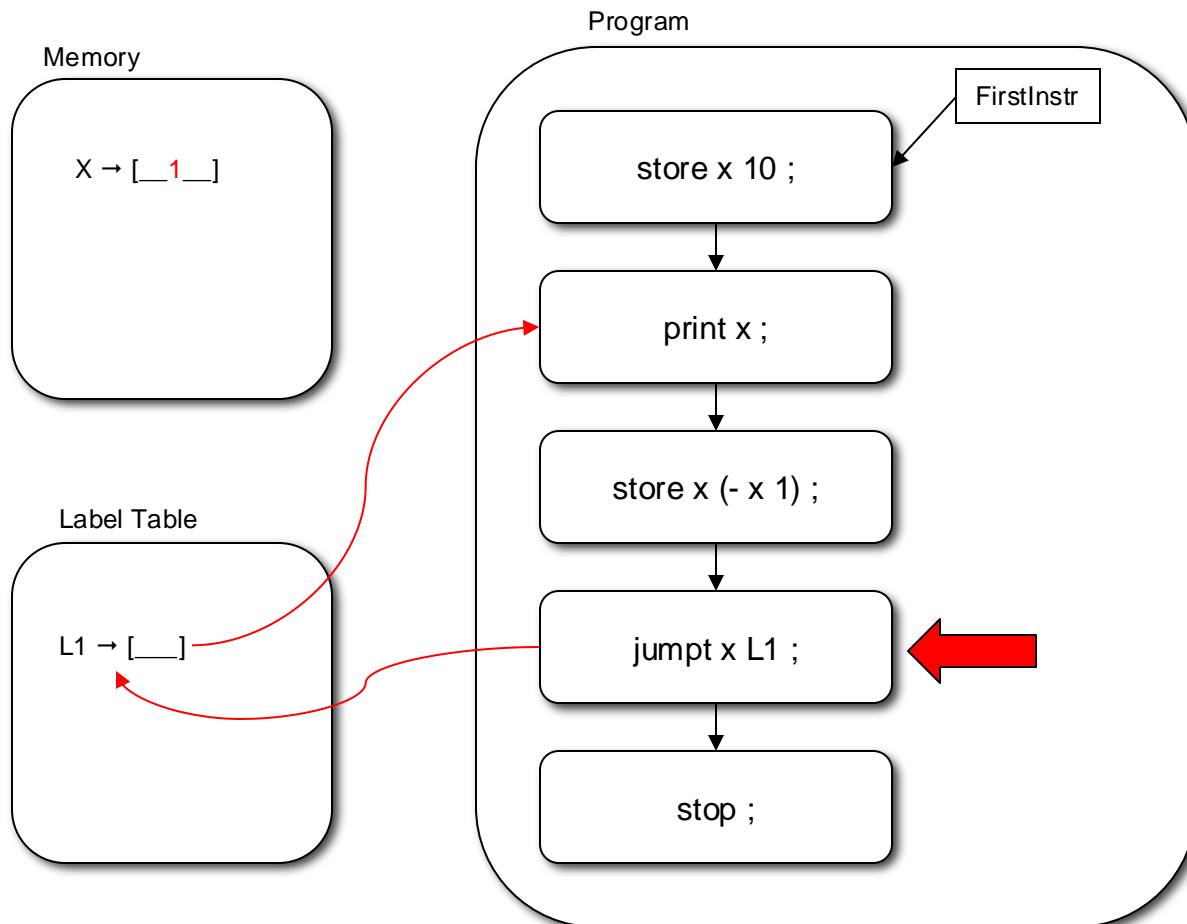 Program
Memory
FirstInstr
store x 10 ;
X → [__1__]
print x ;
store x (- x 1) ;
Label Table
L1 → [___]
jumpt x L1 ;
stop ;